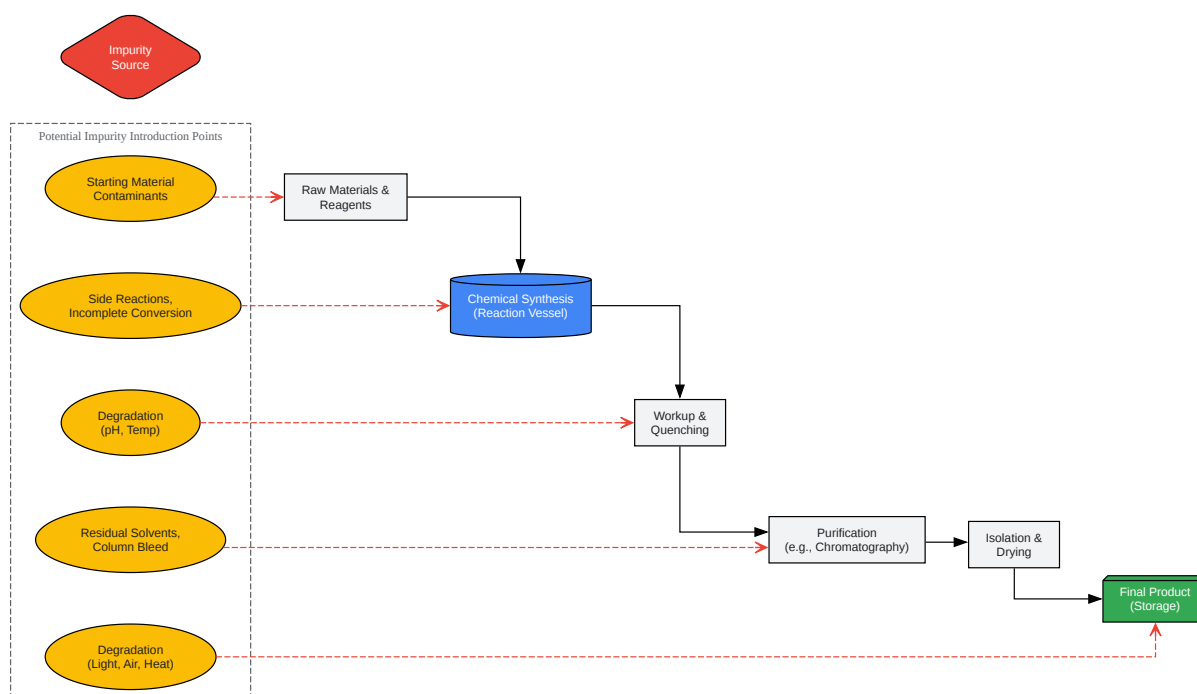 Impurity
Source
Potential Impurity Introduction Points
Starting Material
Contaminants
Raw Materials &
Reagents
Side Reactions,
Incomplete Conversion
Chemical Synthesis
(Reaction Vessel)
Degradation
(pH, Temp)
Workup &
Quenching
Residual Solvents,
Column Bleed
Purification
(e.g., Chromatography)
Isolation &
Drying
Final Product
(Storage)
Degradation
(Light, Air, Heat)